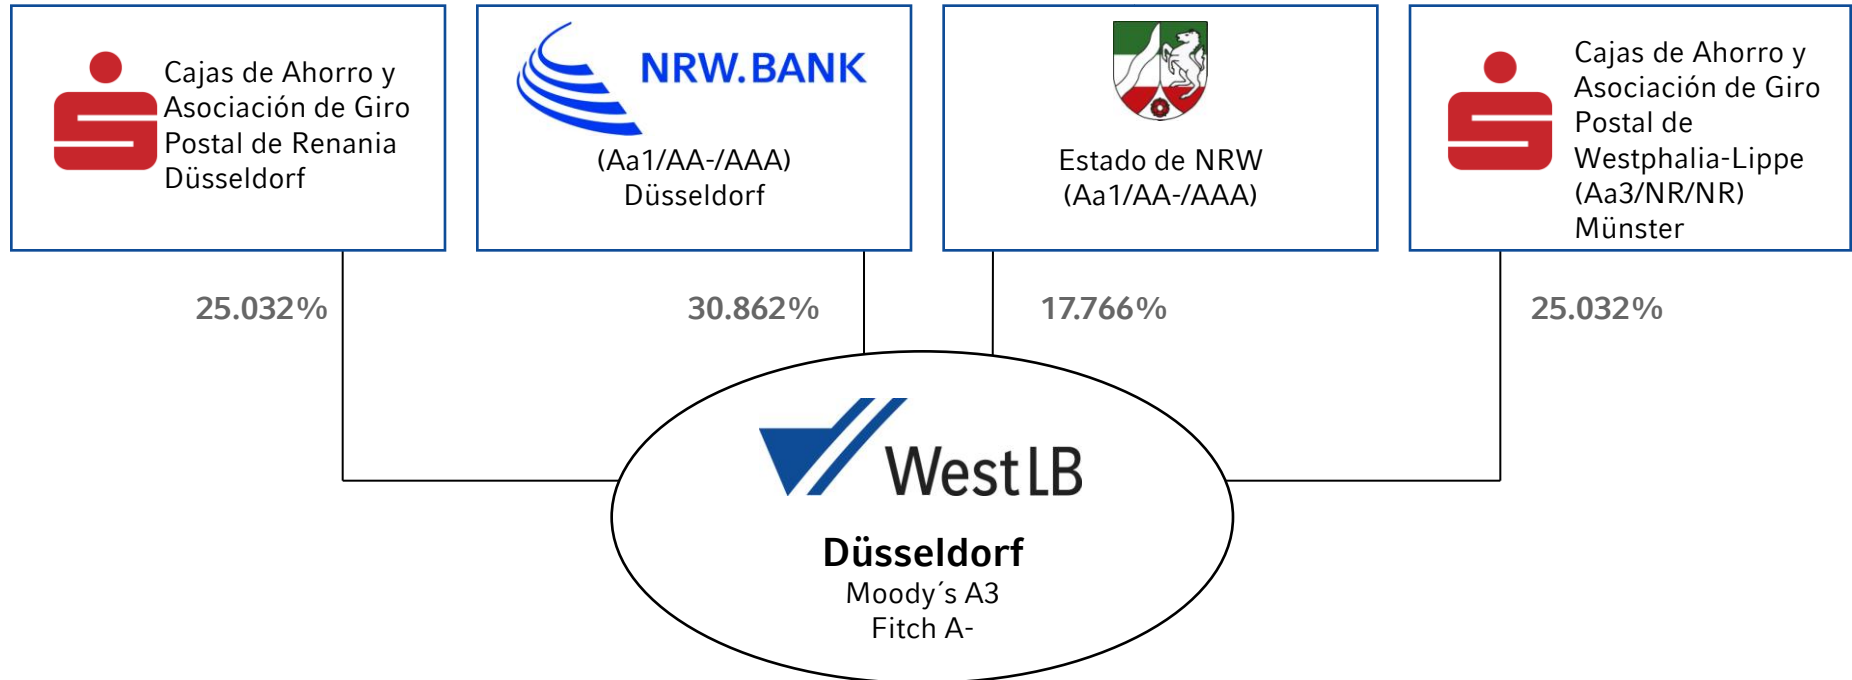 Cajas de Ahorro y
Asociación de Giro
Postal de Renania
Düsseldorf
NRW.BANK
(Aa1/AA-/AAA)
Düsseldorf
Estado de NRW
(Aa1/AA-/AAA)
Cajas de Ahorro y
Asociación de Giro
Postal de
Westphalia-Lippe
(Aa3/NR/NR)
Münster
25.032%
30.862%
17.766%
25.032%
WestLB
Düsseldorf
Moody´s A3
Fitch A-